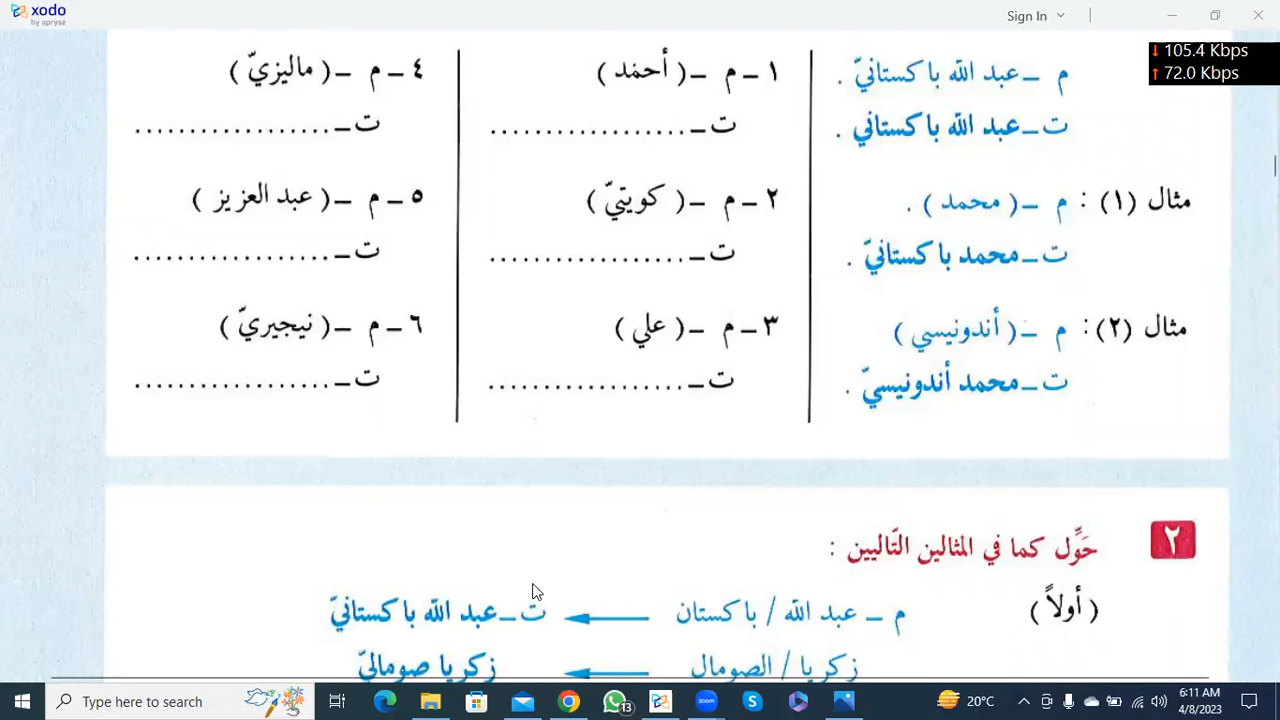 xodo
by apryse
Sign In
105.4 Kbps
72.0 Kbps
م ـ عبد الله باكستانيّ .
ت ـ عبد الله باكستاني .
مثال (١) : م ـ ( محمد ) .
ت ـ محمد باكستانيّ .
مثال (٢) : م ـ ( أندونيسي )
ت ـ محمد أندونيسيّ .
١ ـ م ـ ( أحمد )
ت ـ ..................
٢ ـ م ـ ( كويتيّ )
ت ـ ..................
٣ ـ م ـ ( علي )
ت ـ ..................
٤ ـ م ـ ( ماليزيّ )
ت ـ ..................
٥ ـ م ـ ( عبد العزيز )
ت ـ ..................
٦ ـ م ـ ( نيجيريّ )
ت ـ ..................
٢ حَوِّل كما في المثالين التّاليين :
( أولاً ) م ـ عبد الله / باكستان ← ت ـ عبد الله باكستانيّ
زكريا / الصومال ← زكريا صوماليّ
Type here to search
13
20°C
6:11 AM
4/8/2023